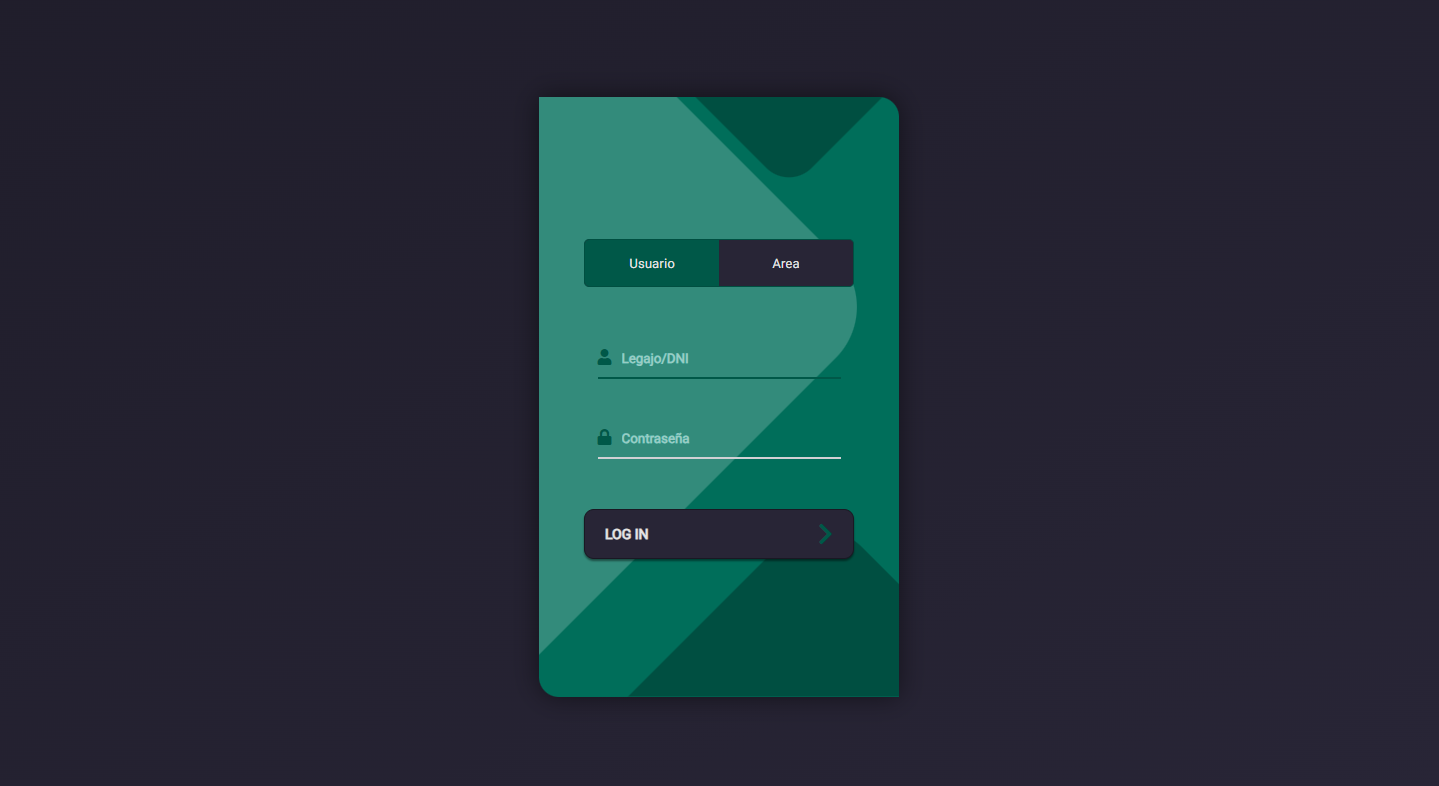 Usuario
Area
Legajo/DNI
Contraseña
LOG IN